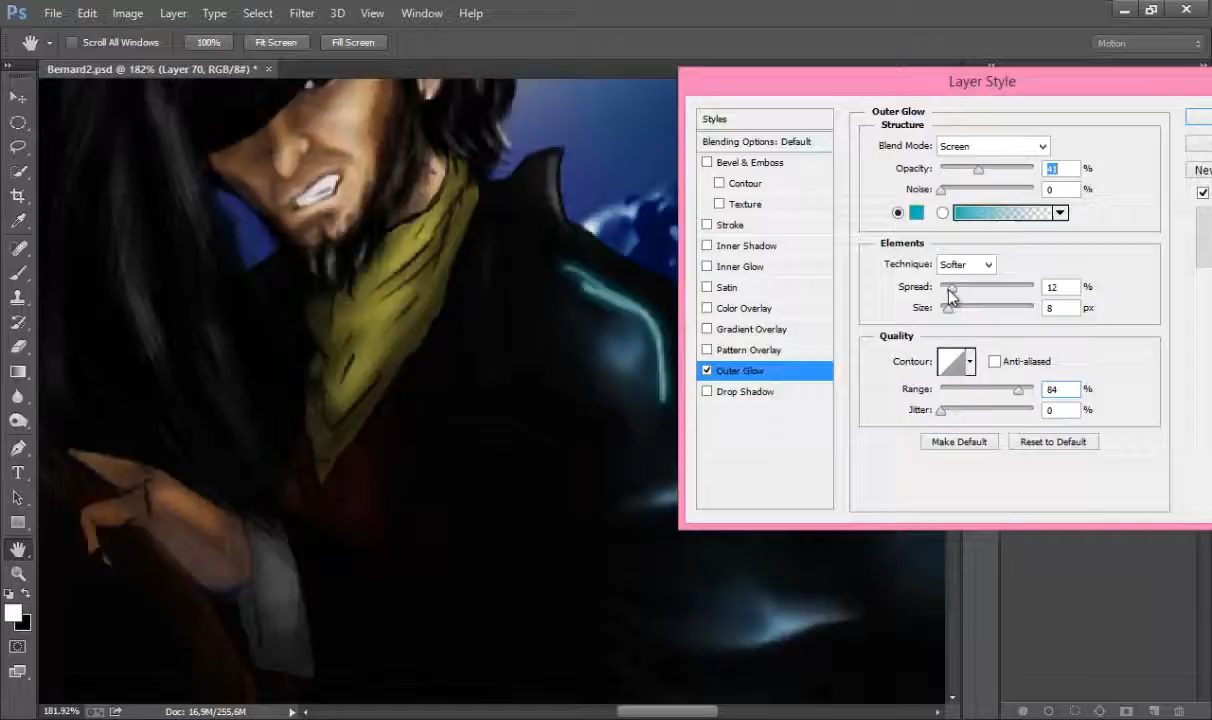 Ps File Edit Image Layer Type Select Filter 3D View Window Help
Scroll All Windows 100% Fit Screen Fill Screen Motion
Bernard2.psd @ 182% (Layer 70, RGB/8#) * ×
Layer Style
Styles
Blending Options: Default
Bevel & Emboss
Contour
Texture
Stroke
Inner Shadow
Inner Glow
Satin
Color Overlay
Gradient Overlay
Pattern Overlay
Outer Glow
Drop Shadow
Outer Glow
Structure
Blend Mode: Screen
Opacity: 41 %
Noise: 0 %
Elements
Technique: Softer
Spread: 12 %
Size: 8 px
Quality
Contour: Anti-aliased
Range: 84 %
Jitter: 0 %
Make Default Reset to Default
New
181,92% Doc: 16,9M/255,6M